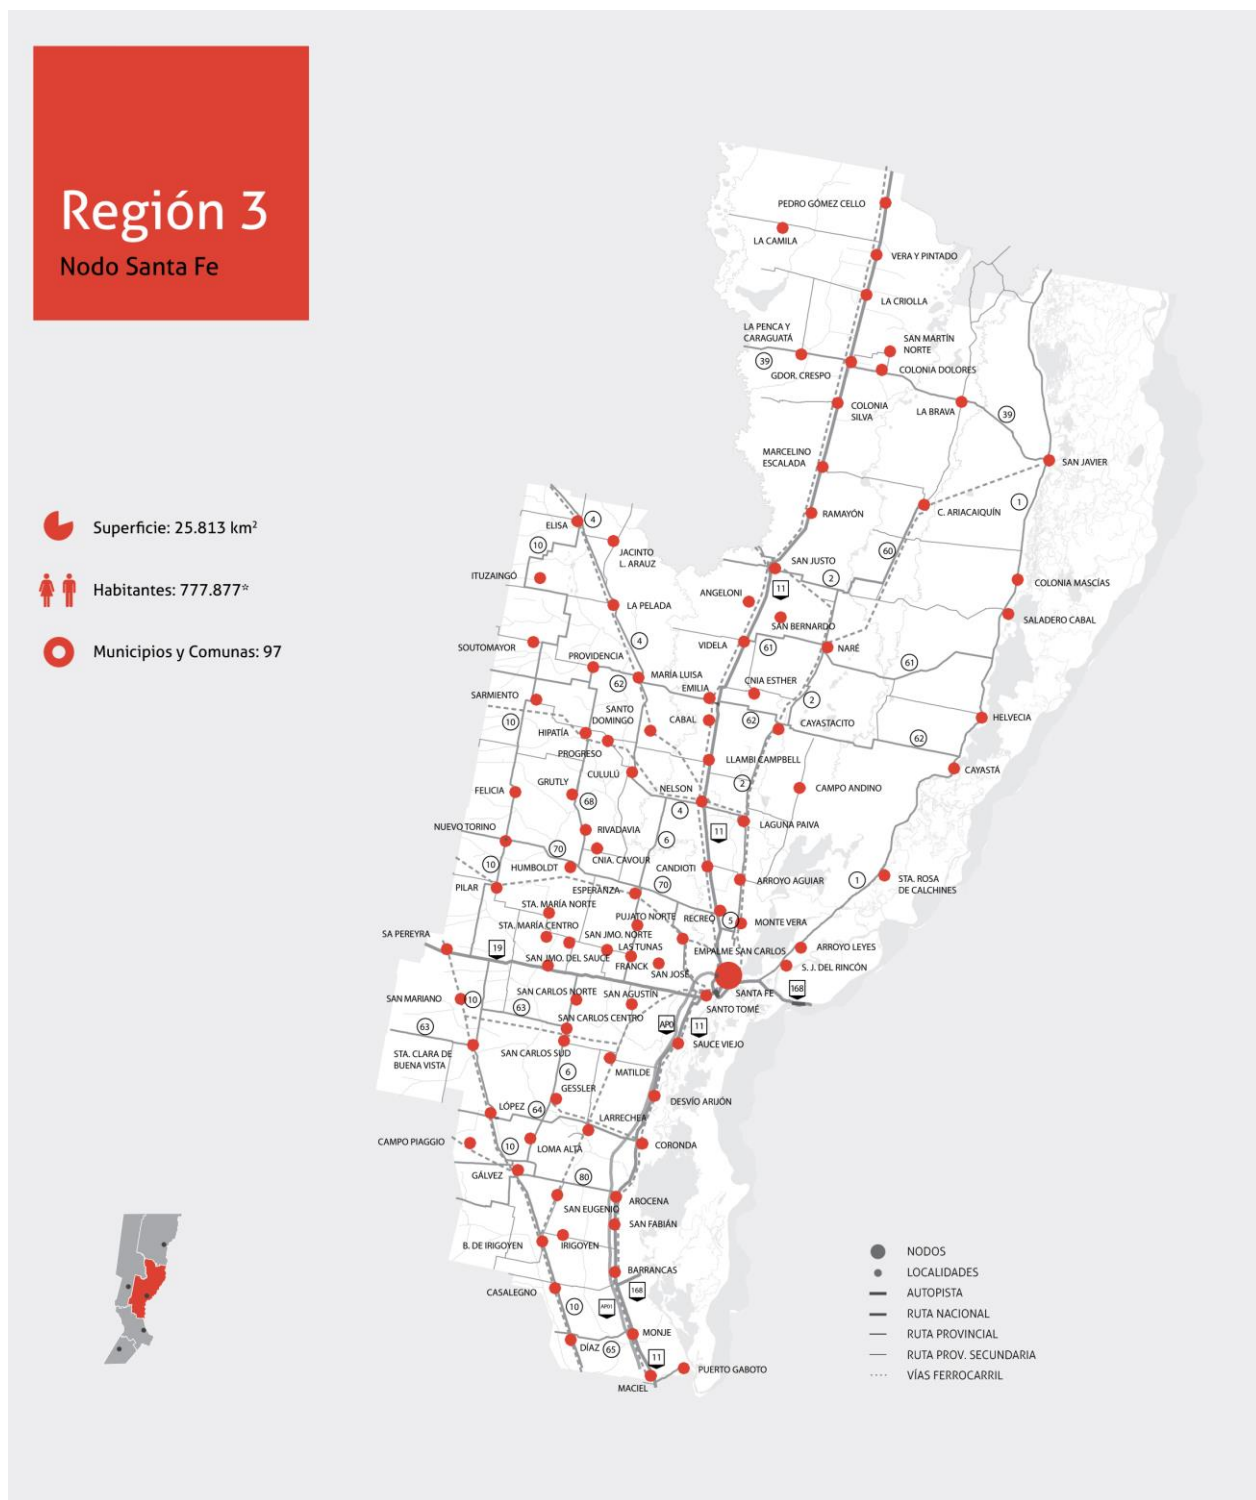 Región 3
Nodo Santa Fe
Superficie: 25.813 km²
Habitantes: 777.877*
Municipios y Comunas: 97
PEDRO GÓMEZ CELLO
LA CAMILA
VERA Y PINTADO
LA CRIOLLA
LA PENCA Y
CARAGUATÁ
SAN MARTÍN
NORTE
39
GDOR. CRESPO
COLONIA DOLORES
COLONIA
SILVA
LA BRAVA
39
MARCELINO
ESCALADA
SAN JAVIER
1
RAMAYÓN
C. ARIACAIQUÍN
ELISA
4
10
JACINTO
L. ARAUZ
60
SAN JUSTO
2
ITUZAINGÓ
11
COLONIA MASCÍAS
ANGELONI
LA PELADA
SAN BERNARDO
SALADERO CABAL
4
SOUTOMAYOR
VIDELA
61
NARÉ
61
PROVIDENCIA
62
MARÍA LUISA
EMILIA
CNIA ESTHER
SARMIENTO
2
10
SANTO
DOMINGO
CABAL
62
CAYASTACITO
HELVECIA
62
HIPATÍA
PROGRESO
LLAMBI CAMPBELL
CULULÚ
CAYASTÁ
GRUTLY
2
FELICIA
NELSON
CAMPO ANDINO
68
4
NUEVO TORINO
RIVADAVIA
11
LAGUNA PAIVA
6
70
CNIA. CAVOUR
10
HUMBOLDT
CANDIOTI
PILAR
ESPERANZA
70
ARROYO AGUIAR
1
STA. ROSA
DE CALCHINES
STA. MARÍA NORTE
PUJATO NORTE
RECREO
5
MONTE VERA
STA. MARÍA CENTRO
SA PEREYRA
SAN JMO. NORTE
19
LAS TUNAS
EMPALME SAN CARLOS
ARROYO LEYES
SAN JMO. DEL SAUCE
FRANCK
SAN JOSÉ
S. J. DEL RINCÓN
168
SAN MARIANO
10
SAN CARLOS NORTE
SAN AGUSTÍN
SANTA FE
SANTO TOMÉ
63
63
SAN CARLOS CENTRO
AP01
11
STA. CLARA DE
BUENA VISTA
SAN CARLOS SUD
SAUCE VIEJO
6
MATILDE
GESSLER
LÓPEZ
64
DESVÍO ARIJÓN
LARRECHEA
CAMPO PIAGGIO
10
LOMA ALTA
CORONDA
GÁLVEZ
80
SAN EUGENIO
AROCENA
SAN FABIÁN
B. DE IRIGOYEN
IRIGOYEN
BARRANCAS
CASALEGNO
168
10
AP01
MONJE
DÍAZ
65
11
PUERTO GABOTO
MACIEL
NODOS
LOCALIDADES
AUTOPISTA
RUTA NACIONAL
RUTA PROVINCIAL
RUTA PROV. SECUNDARIA
VÍAS FERROCARRIL